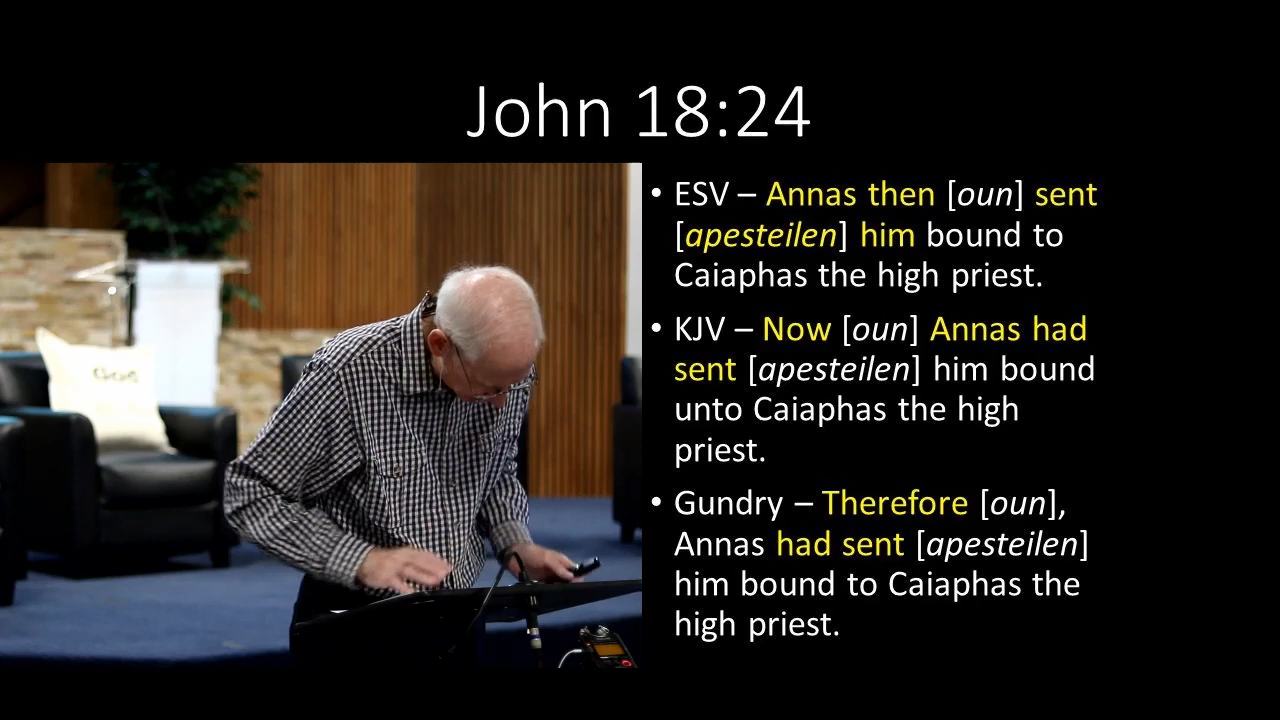 John 18:24
• ESV – Annas then [oun] sent
[apesteilen] him bound to
Caiaphas the high priest.
• KJV – Now [oun] Annas had
sent [apesteilen] him bound
unto Caiaphas the high
priest.
• Gundry – Therefore [oun],
Annas had sent [apesteilen]
him bound to Caiaphas the
high priest.